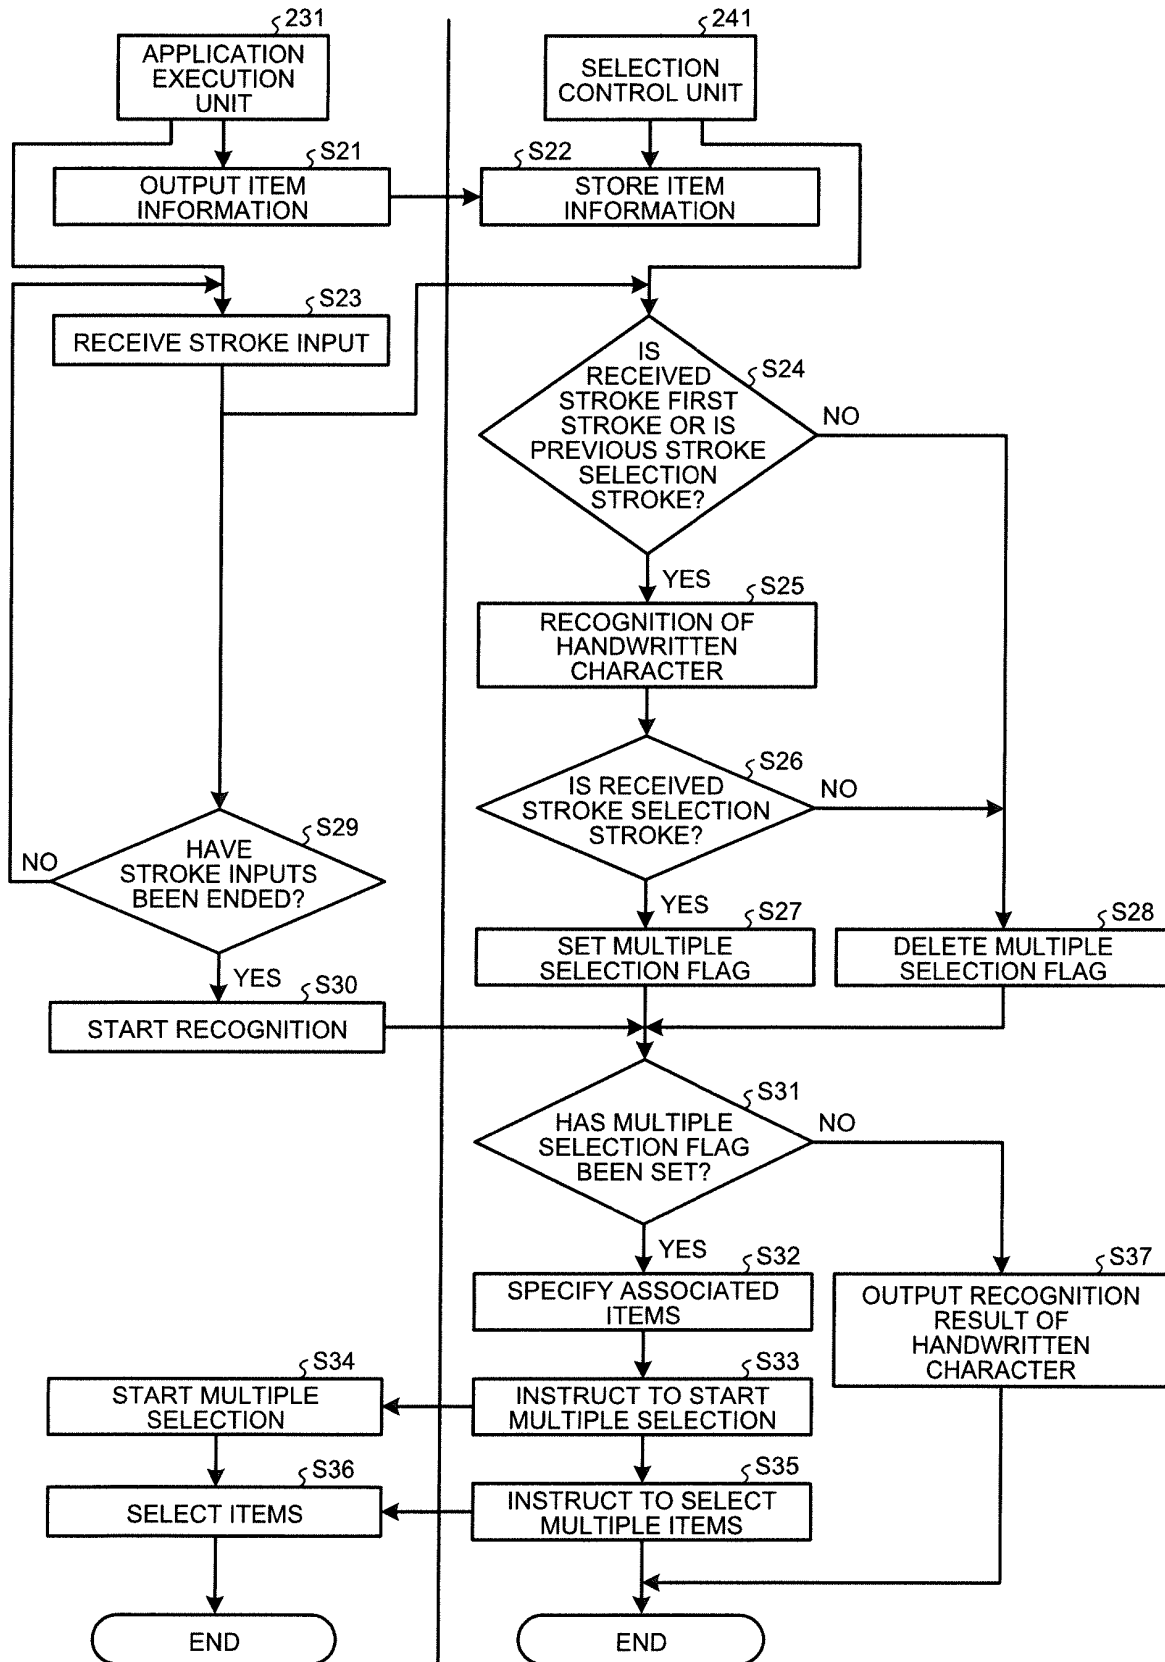 231
APPLICATION
EXECUTION
UNIT
241
SELECTION
CONTROL UNIT
S21
OUTPUT ITEM
INFORMATION
S22
STORE ITEM
INFORMATION
S23
RECEIVE STROKE INPUT
S24
IS
RECEIVED
STROKE FIRST
STROKE OR IS
PREVIOUS STROKE
SELECTION
STROKE?
NO
YES
S25
RECOGNITION OF
HANDWRITTEN
CHARACTER
S26
IS RECEIVED
STROKE SELECTION
STROKE?
NO
YES
S29
HAVE
STROKE INPUTS
BEEN ENDED?
NO
YES
S27
SET MULTIPLE
SELECTION FLAG
S28
DELETE MULTIPLE
SELECTION FLAG
S30
START RECOGNITION
S31
HAS MULTIPLE
SELECTION FLAG
BEEN SET?
NO
YES
S32
SPECIFY ASSOCIATED
ITEMS
S37
OUTPUT RECOGNITION
RESULT OF
HANDWRITTEN
CHARACTER
S34
START MULTIPLE
SELECTION
S33
INSTRUCT TO START
MULTIPLE SELECTION
S36
SELECT ITEMS
S35
INSTRUCT TO SELECT
MULTIPLE ITEMS
END
END